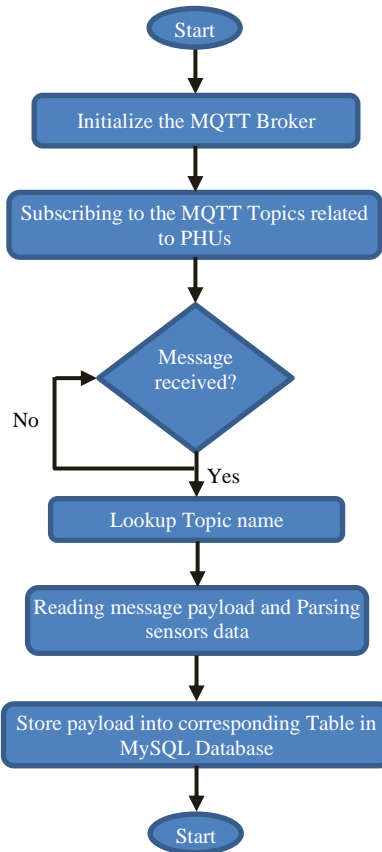 Start
Initialize the MQTT Broker
Subscribing to the MQTT Topics related
to PHUs
Message
received?
No
Yes
Lookup Topic name
Reading message payload and Parsing
sensors data
Store payload into corresponding Table in
MySQL Database
Start